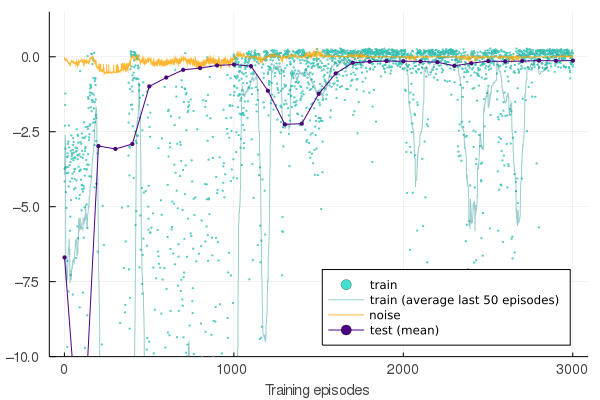 0.0
−2.5
−5.0
−7.5
−10.0
0
1000
2000
3000
Training episodes
train
train (average last 50 episodes)
noise
test (mean)